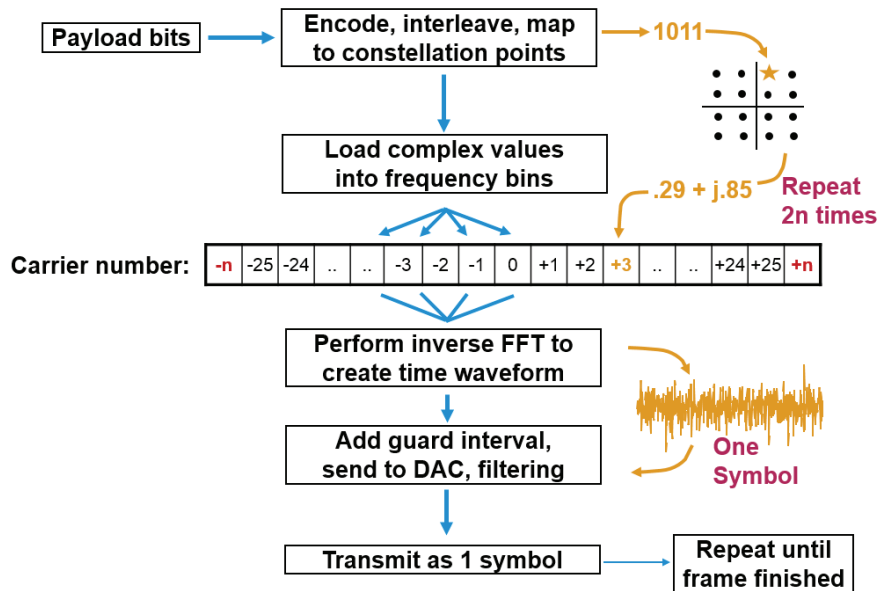 Payload bits
Encode, interleave, map
to constellation points
1011
Load complex values
into frequency bins
.29 + j.85
Repeat
2n times
Carrier number:
-n -25 -24 .. .. -3 -2 -1 0 +1 +2 +3 .. .. +24 +25 +n
Perform inverse FFT to
create time waveform
Add guard interval,
send to DAC, filtering
One
Symbol
Transmit as 1 symbol
Repeat until
frame finished